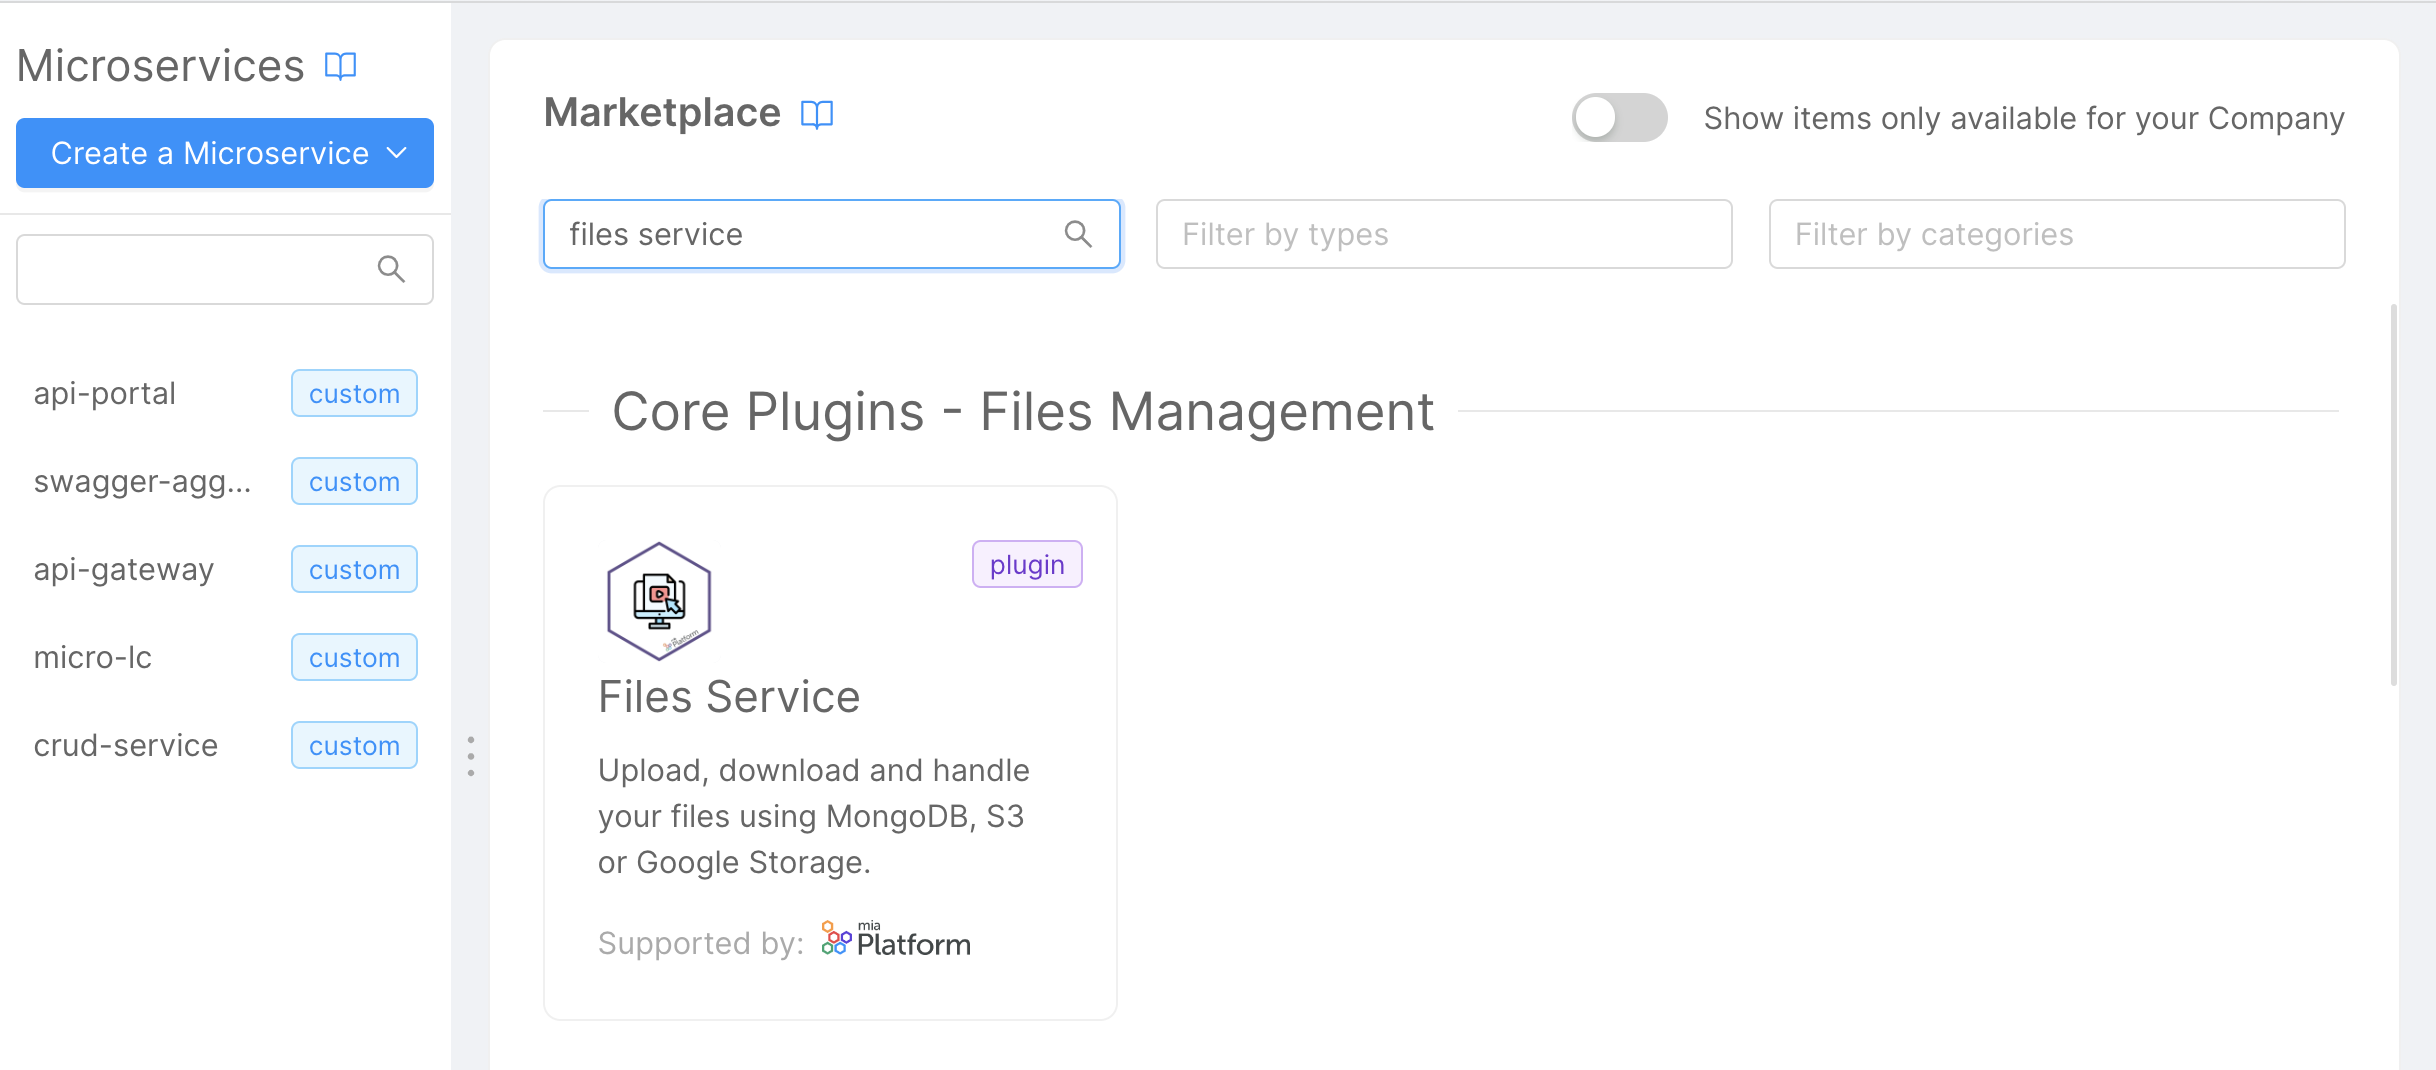 Microservices
Create a Microservice
api-portal custom
swagger-agg... custom
api-gateway custom
micro-lc custom
crud-service custom
Marketplace
Show items only available for your Company
files service
Filter by types
Filter by categories
Core Plugins - Files Management
plugin
mia Platform
Files Service
Upload, download and handle
your files using MongoDB, S3
or Google Storage.
Supported by: mia Platform